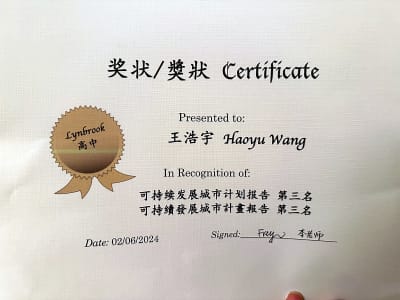 奖状/獎狀 Certificate
Lynbrook
高中
Presented to:
王浩宇 Haoyu Wang
In Recognition of:
可持续发展城市计划报告 第三名
可持續發展城市計畫報告 第三名
Date: 02/06/2024
Signed: 李老师